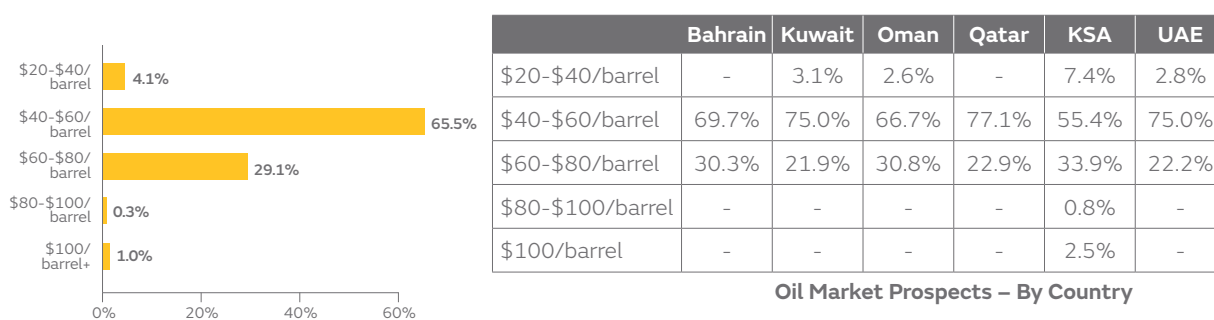 $20-$40/
barrel
4.1%
$40-$60/
barrel
65.5%
$60-$80/
barrel
29.1%
$80-$100/
barrel
0.3%
$100/
barrel+
1.0%
0% 20% 40% 60%
Bahrain Kuwait Oman Qatar KSA UAE
$20-$40/barrel - 3.1% 2.6% - 7.4% 2.8%
$40-$60/barrel 69.7% 75.0% 66.7% 77.1% 55.4% 75.0%
$60-$80/barrel 30.3% 21.9% 30.8% 22.9% 33.9% 22.2%
$80-$100/barrel - - - - 0.8% -
$100/barrel - - - - 2.5% -
Oil Market Prospects – By Country